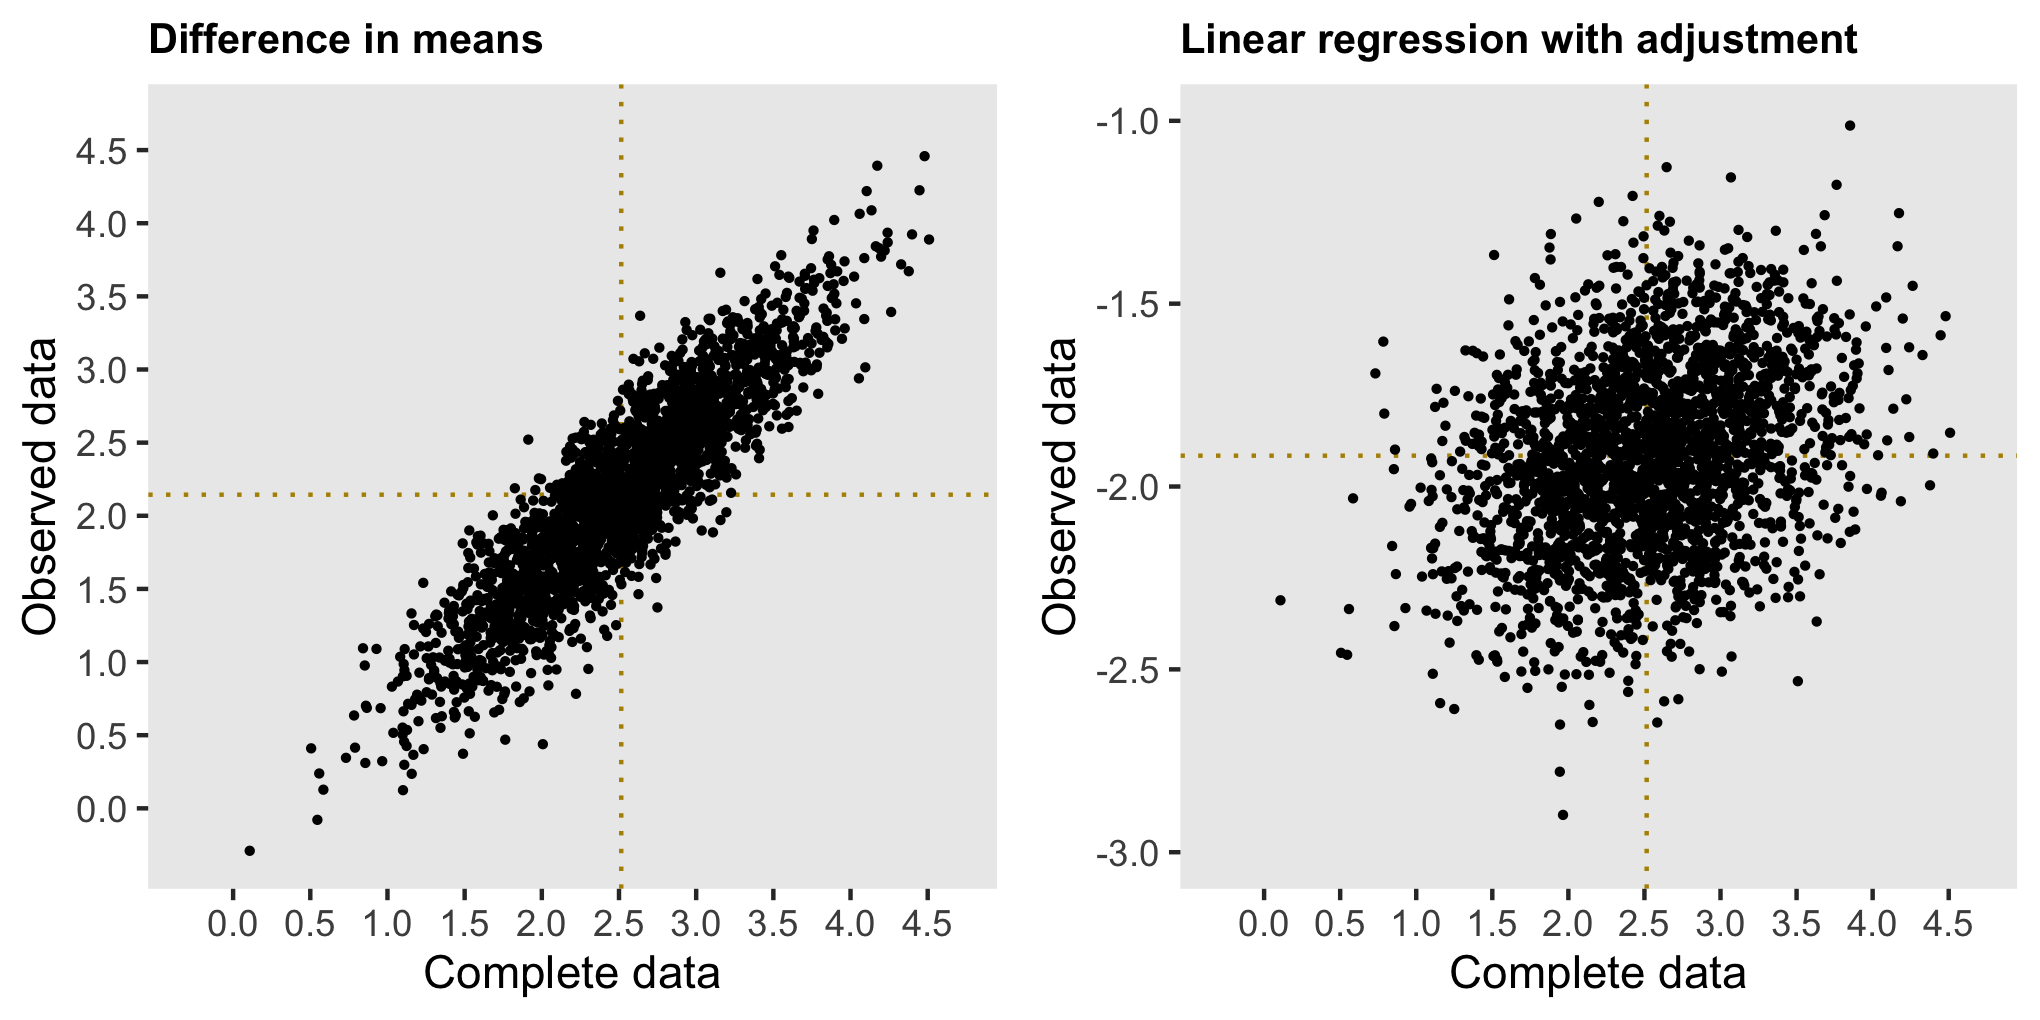 Difference in means
Observed data
4.5
4.0
3.5
3.0
2.5
2.0
1.5
1.0
0.5
0.0
0.0 0.5 1.0 1.5 2.0 2.5 3.0 3.5 4.0 4.5
Complete data
Linear regression with adjustment
Observed data
-1.0
-1.5
-2.0
-2.5
-3.0
0.0 0.5 1.0 1.5 2.0 2.5 3.0 3.5 4.0 4.5
Complete data